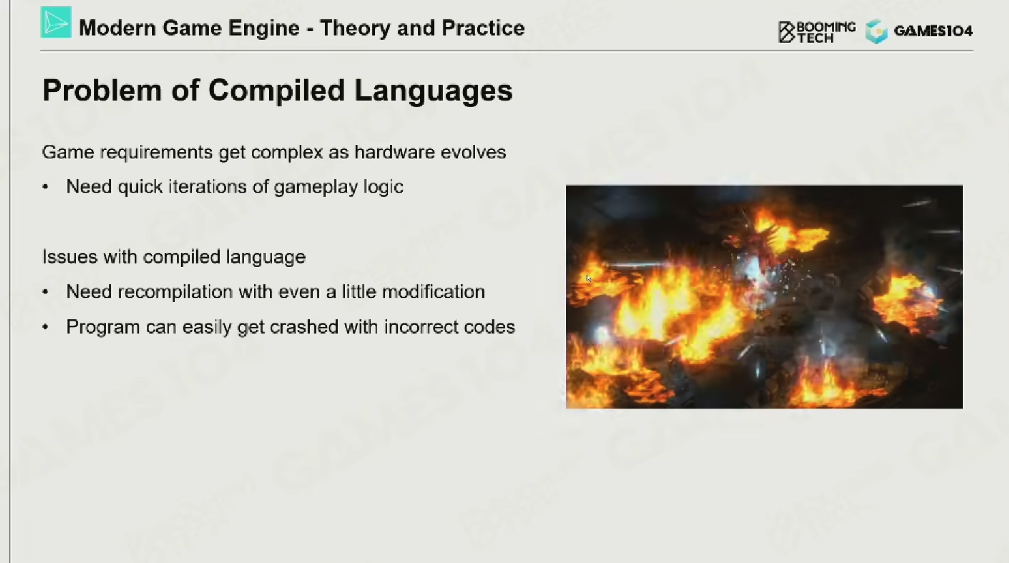 Modern Game Engine - Theory and Practice
BOOMING
TECH
GAMES104
Problem of Compiled Languages
Game requirements get complex as hardware evolves
• Need quick iterations of gameplay logic
Issues with compiled language
• Need recompilation with even a little modification
• Program can easily get crashed with incorrect codes